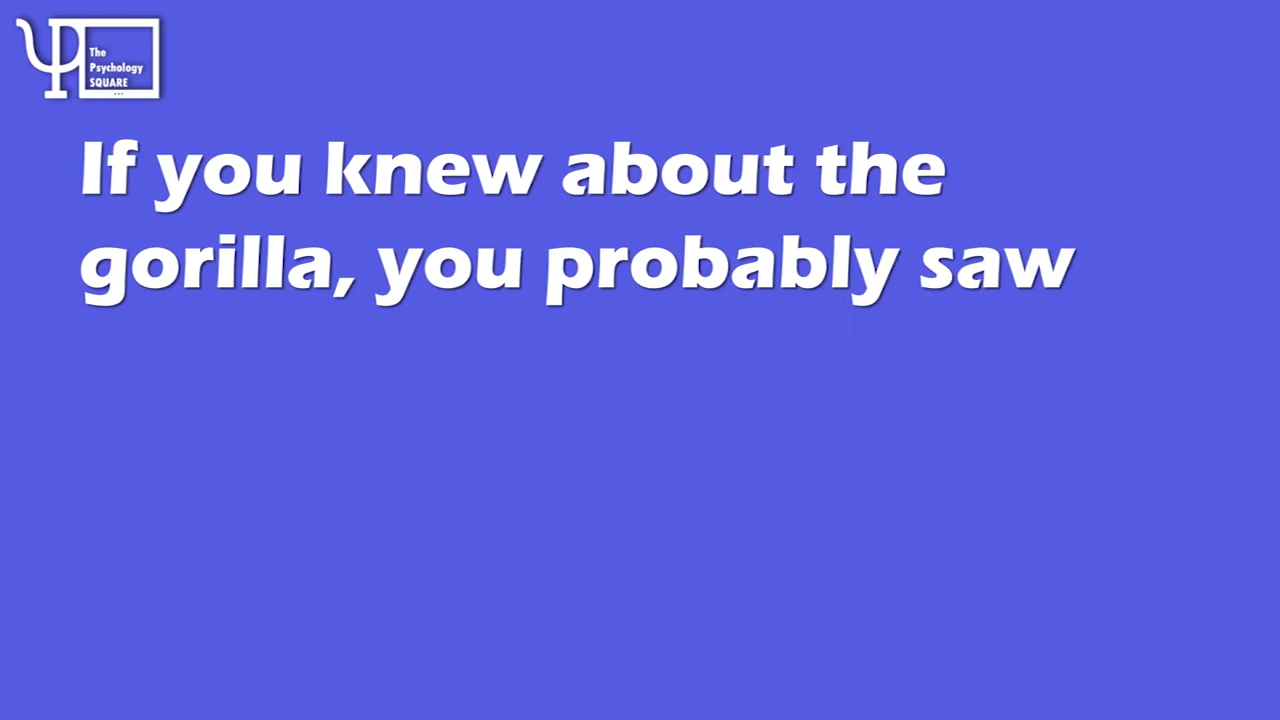 The
Psychology
SQUARE
...
If you knew about the
gorilla, you probably saw